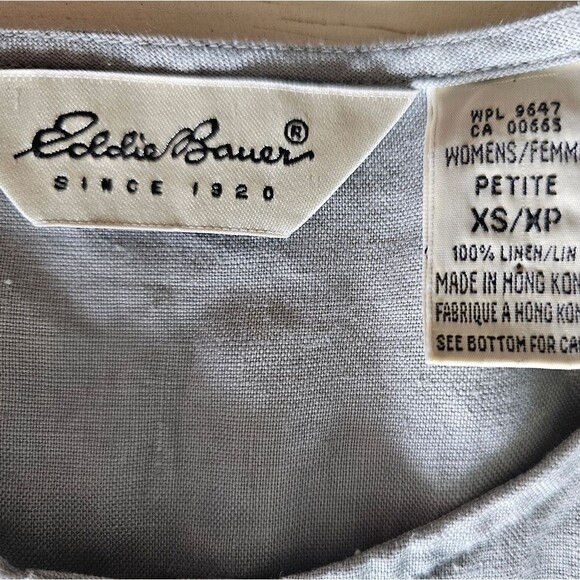 Eddie Bauer®
SINCE 1920
WPL 9647
CA 00665
WOMENS/FEMM
PETITE
XS/XP
100% LINEN/LIN
MADE IN HONG KON
FABRIQUE A HONG KON
SEE BOTTOM FOR CA